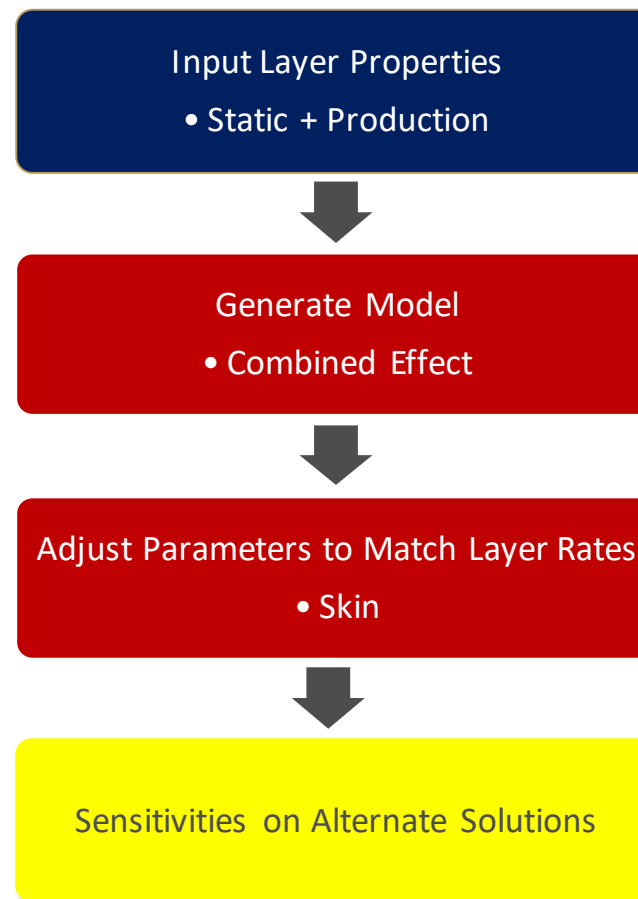 Input Layer Properties
• Static + Production
Generate Model
• Combined Effect
Adjust Parameters to Match Layer Rates
• Skin
Sensitivities on Alternate Solutions